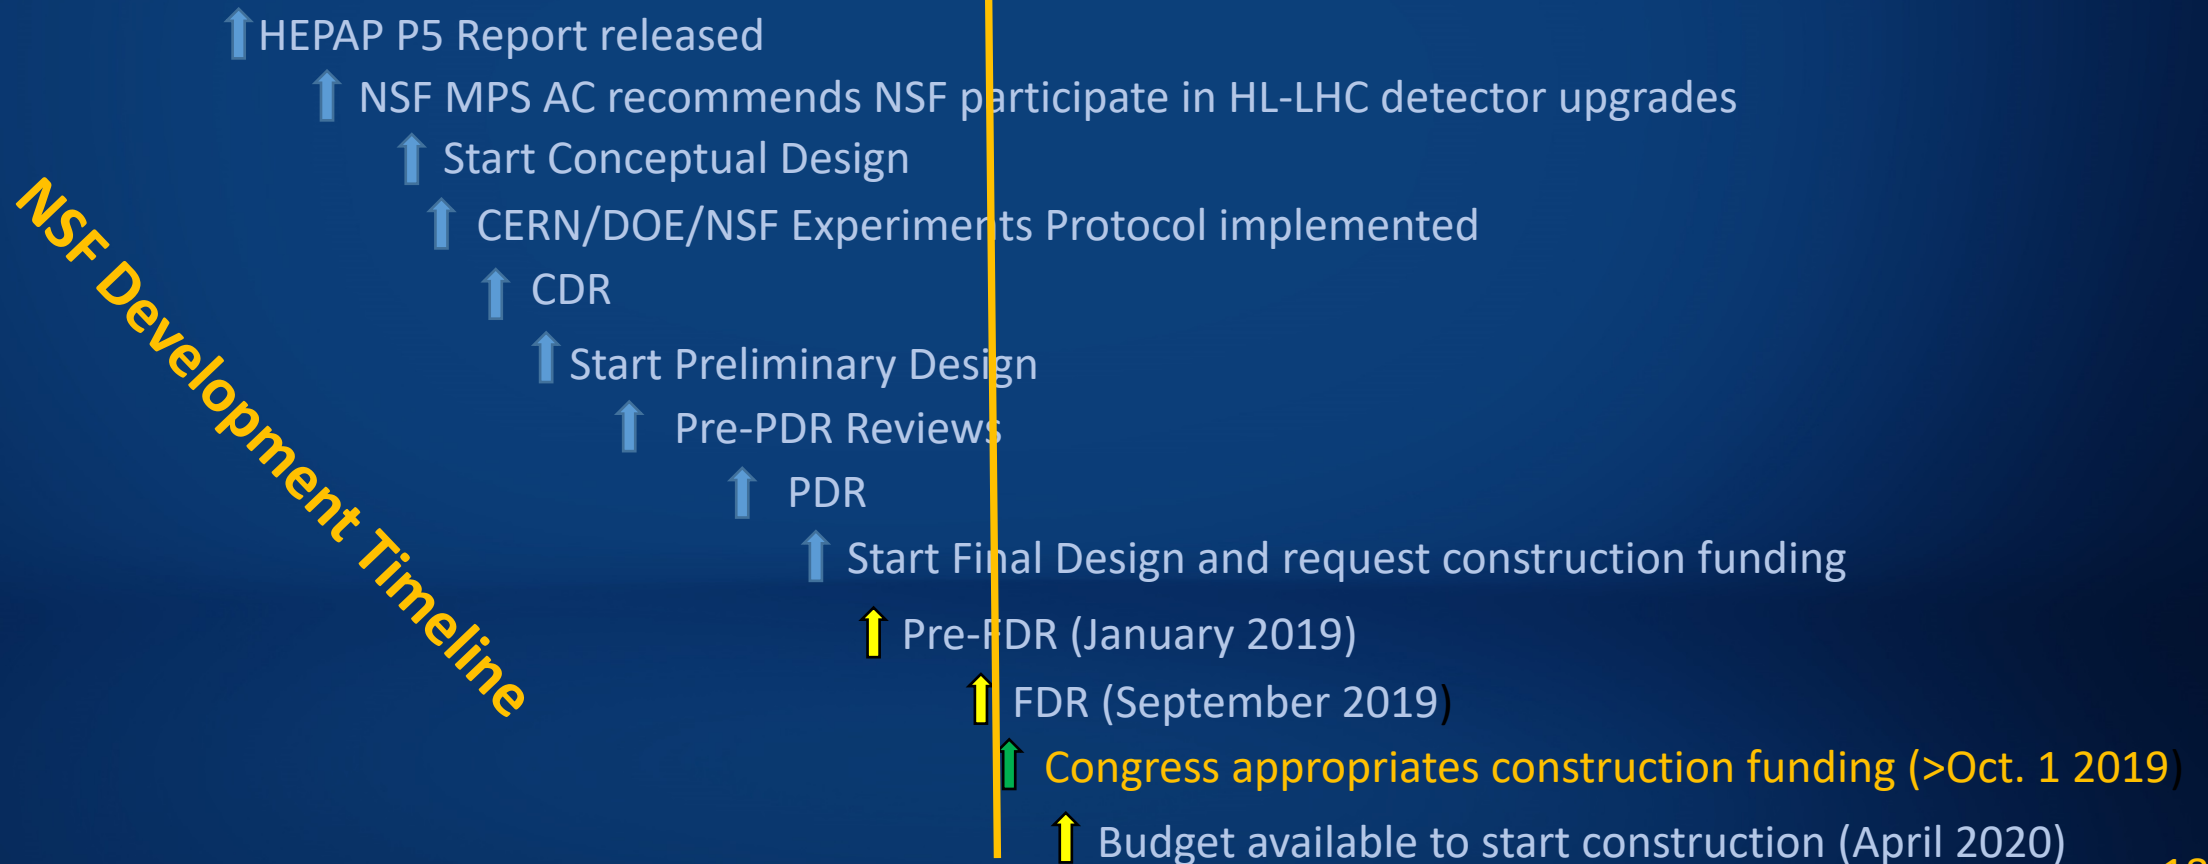 HEPAP P5 Report released
NSF MPS AC recommends NSF participate in HL-LHC detector upgrades
Start Conceptual Design
CERN/DOE/NSF Experiments Protocol implemented
CDR
Start Preliminary Design
Pre-PDR Reviews
PDR
Start Final Design and request construction funding
Pre-FDR (January 2019)
FDR (September 2019)
Congress appropriates construction funding (>Oct. 1 2019)
Budget available to start construction (April 2020)
NSF Development Timeline